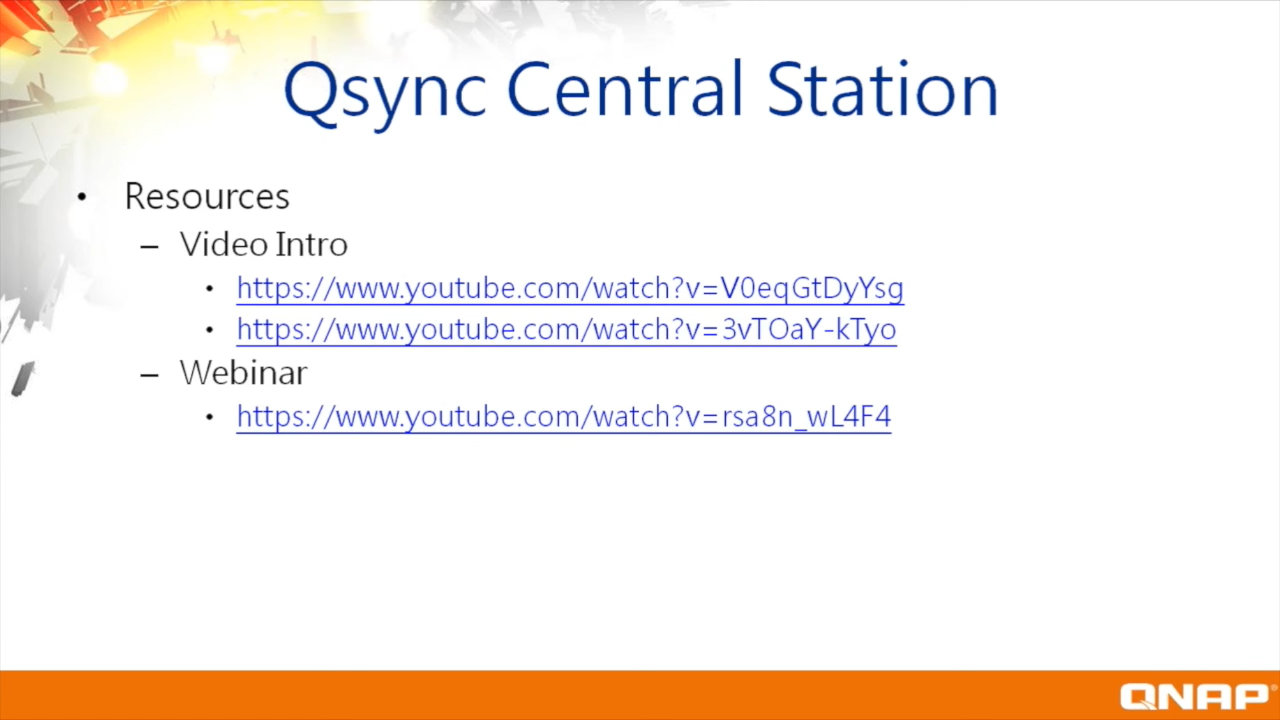 Qsync Central Station
• Resources
– Video Intro
• https://www.youtube.com/watch?v=V0eqGtDyYsg
• https://www.youtube.com/watch?v=3vTOaY-kTyo
– Webinar
• https://www.youtube.com/watch?v=rsa8n_wL4F4
QNAP®